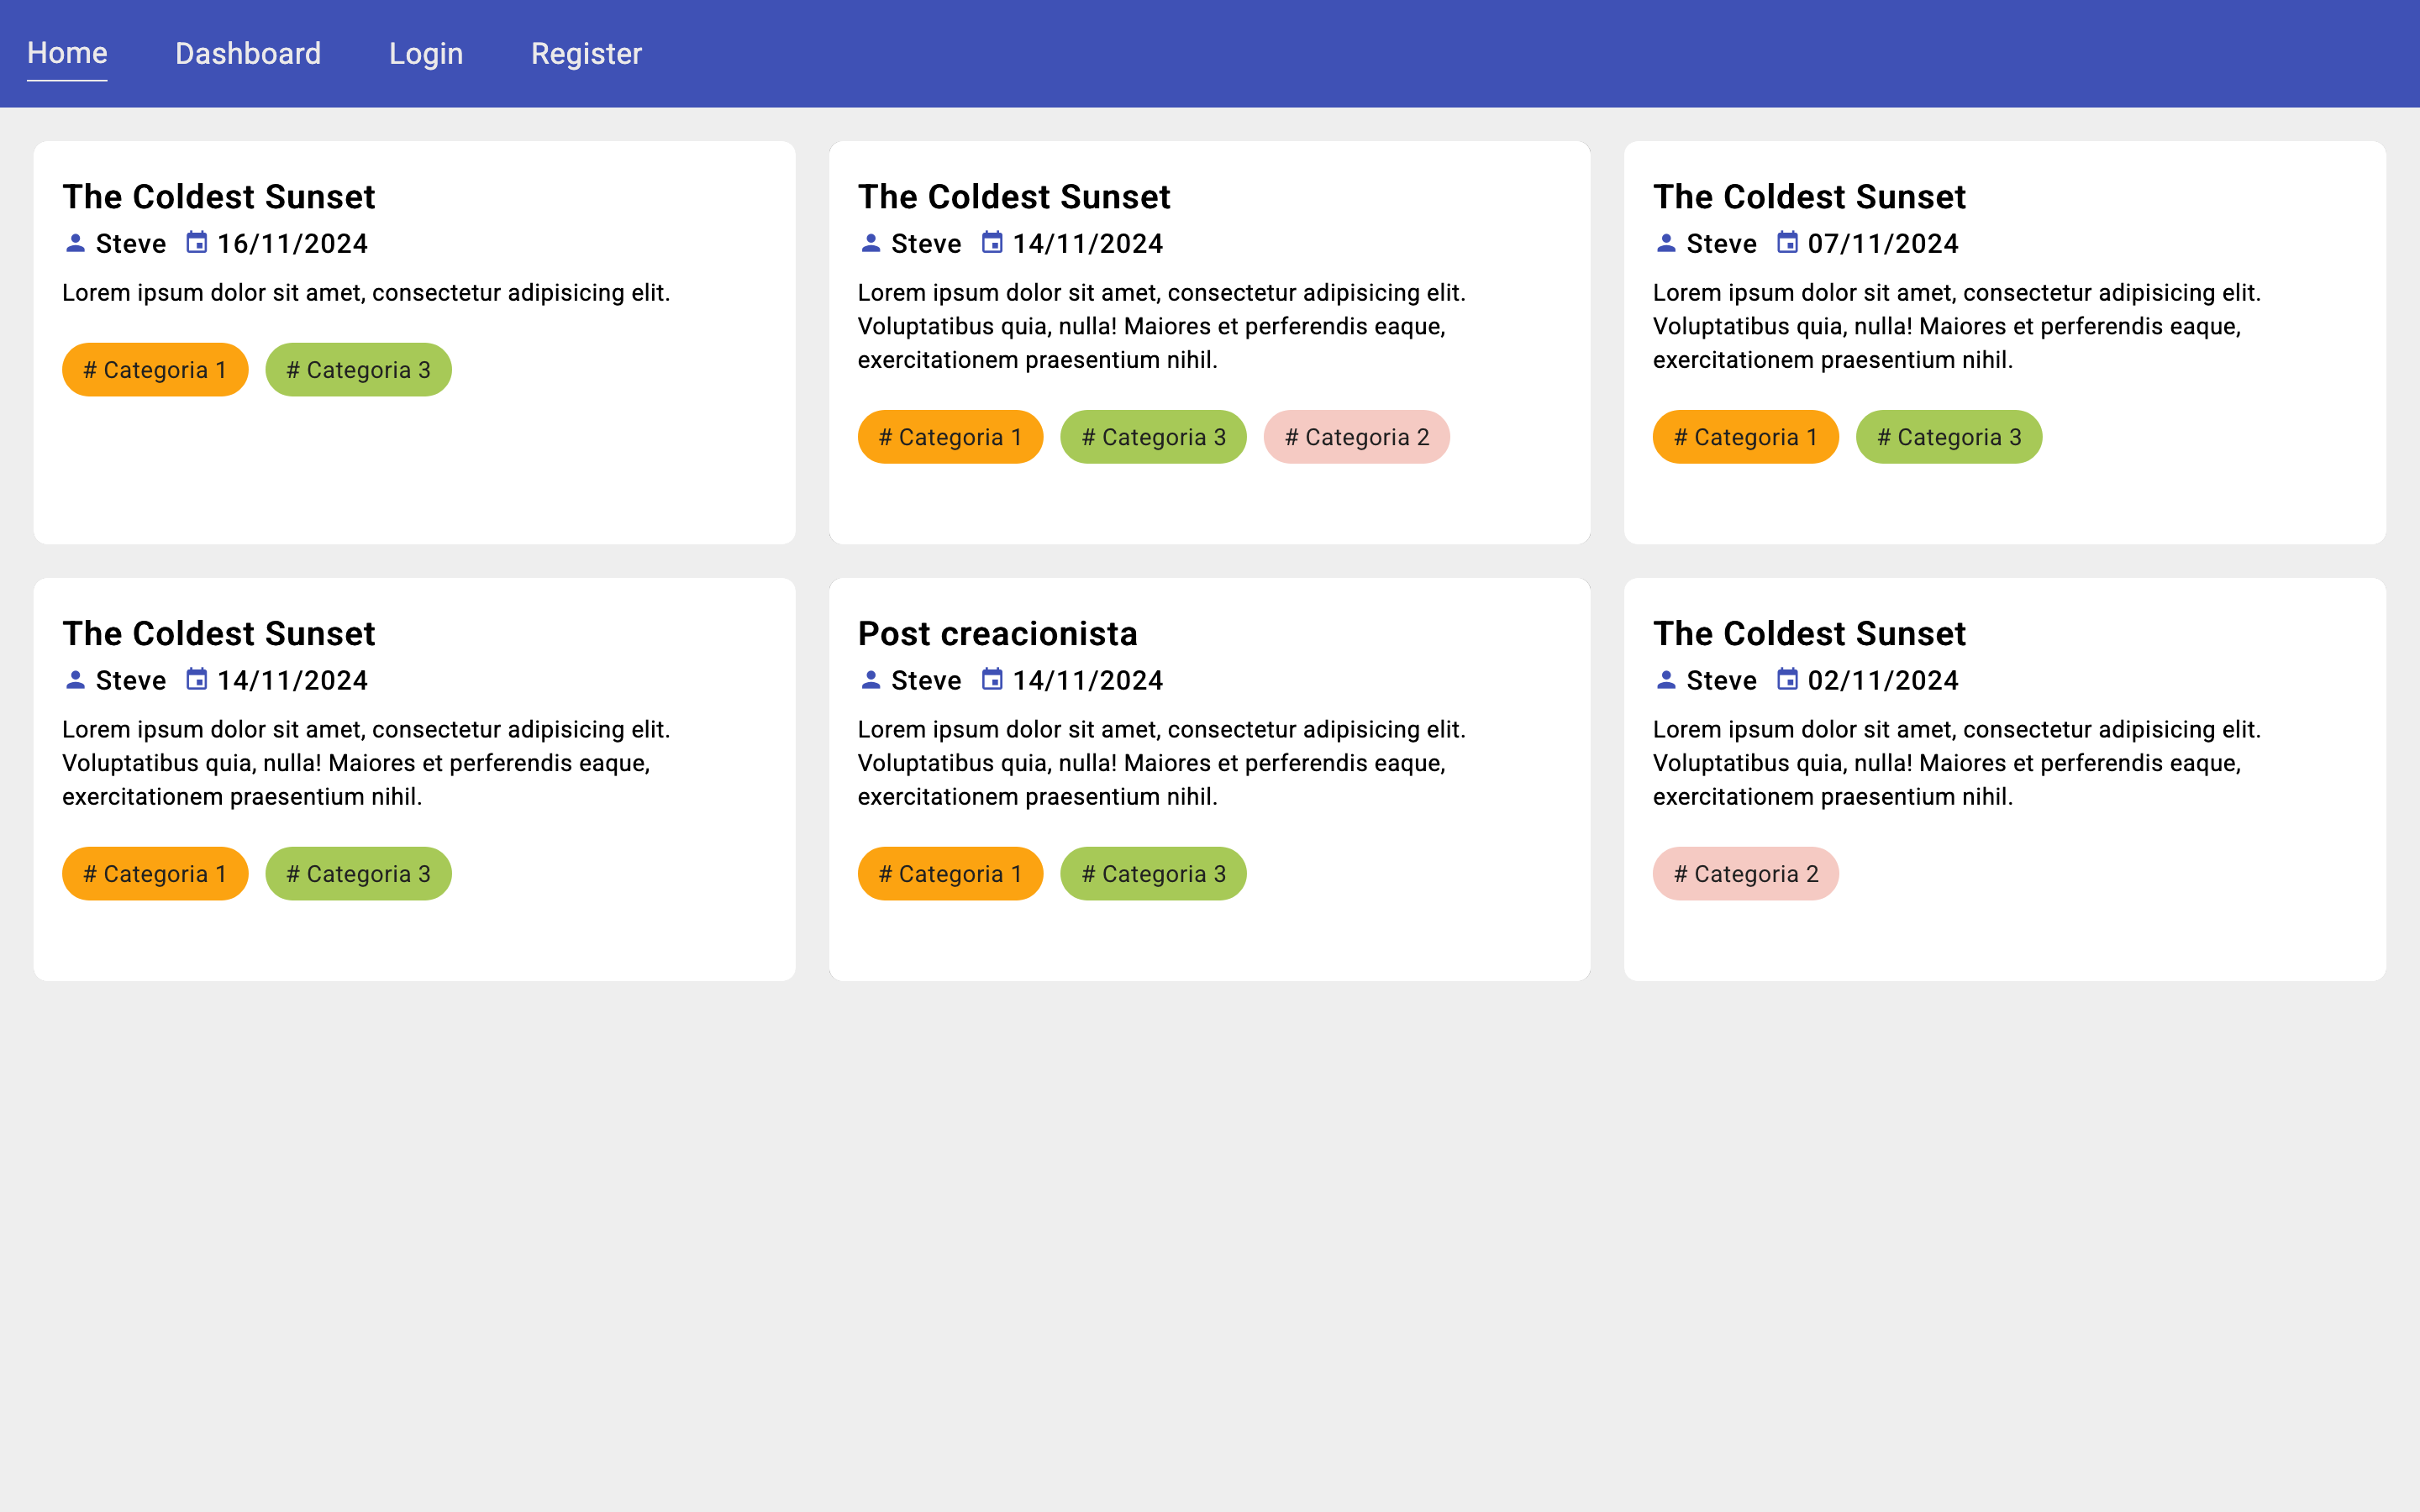 Home Dashboard Login Register
The Coldest Sunset
Steve 16/11/2024
Lorem ipsum dolor sit amet, consectetur adipisicing elit.
# Categoria 1 # Categoria 3
The Coldest Sunset
Steve 14/11/2024
Lorem ipsum dolor sit amet, consectetur adipisicing elit.
Voluptatibus quia, nulla! Maiores et perferendis eaque,
exercitationem praesentium nihil.
# Categoria 1 # Categoria 3 # Categoria 2
The Coldest Sunset
Steve 07/11/2024
Lorem ipsum dolor sit amet, consectetur adipisicing elit.
Voluptatibus quia, nulla! Maiores et perferendis eaque,
exercitationem praesentium nihil.
# Categoria 1 # Categoria 3
The Coldest Sunset
Steve 14/11/2024
Lorem ipsum dolor sit amet, consectetur adipisicing elit.
Voluptatibus quia, nulla! Maiores et perferendis eaque,
exercitationem praesentium nihil.
# Categoria 1 # Categoria 3
Post creacionista
Steve 14/11/2024
Lorem ipsum dolor sit amet, consectetur adipisicing elit.
Voluptatibus quia, nulla! Maiores et perferendis eaque,
exercitationem praesentium nihil.
# Categoria 1 # Categoria 3
The Coldest Sunset
Steve 02/11/2024
Lorem ipsum dolor sit amet, consectetur adipisicing elit.
Voluptatibus quia, nulla! Maiores et perferendis eaque,
exercitationem praesentium nihil.
# Categoria 2